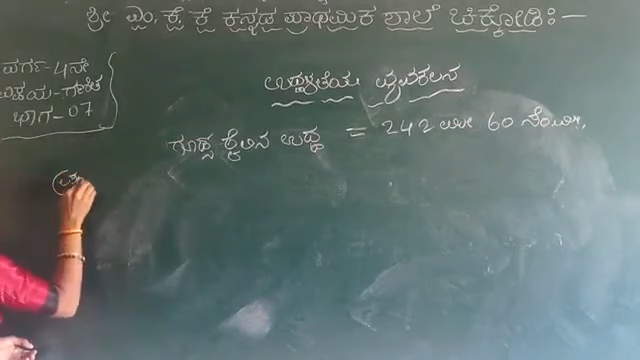 ಶ್ರೀ ಎಂ. ಕೆ. ಕೆ ಕನ್ನಡ ಪ್ರಾಥಮಿಕ ಶಾಲೆ ಚಿಕ್ಕೋಡಿ:-
ವರ್ಗ-4ನೇ
ವಿಷಯ-ಗಣಿತ
ಭಾಗ-07
ಉದ್ದಳತೆಯ ವ್ಯವಕಲನ
ಗೂಡ್ಸ ರೈಲಿನ ಉದ್ದ = 242 ಮೀ 60 ಸೆಂ.ಮೀ.